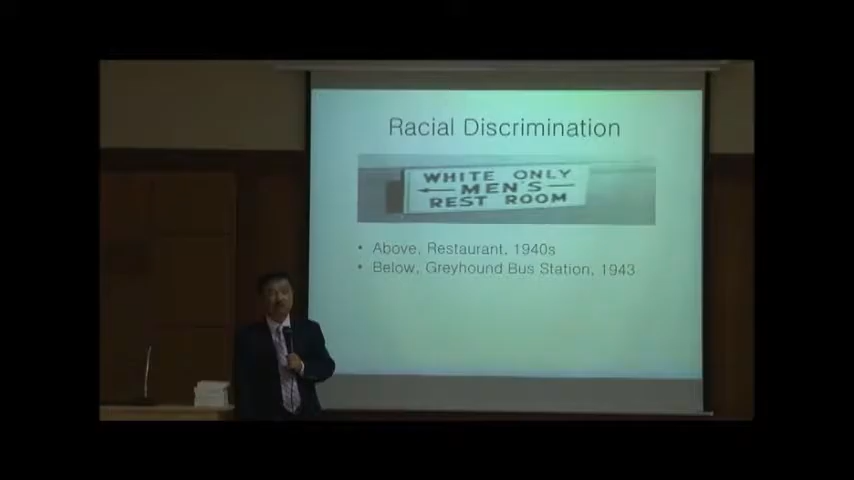 Racial Discrimination
WHITE ONLY
MEN'S
REST ROOM
• Above, Restaurant, 1940s
• Below, Greyhound Bus Station, 1943